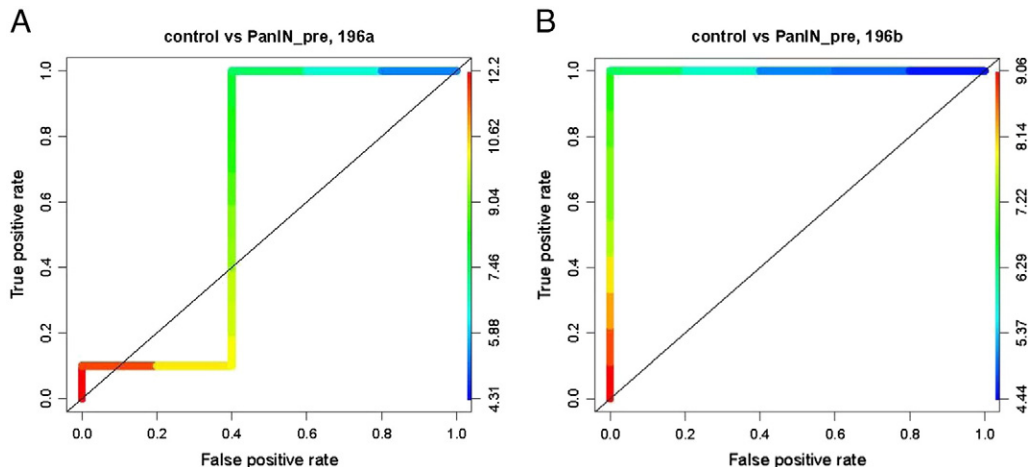 A
control vs PanIN_pre, 196a
True positive rate
1.0
0.8
0.6
0.4
0.2
0.0
0.0 0.2 0.4 0.6 0.8 1.0
False positive rate
12.2
10.62
9.04
7.46
5.88
4.31
B
control vs PanIN_pre, 196b
True positive rate
1.0
0.8
0.6
0.4
0.2
0.0
0.0 0.2 0.4 0.6 0.8 1.0
False positive rate
9.06
8.14
7.22
6.29
5.37
4.44